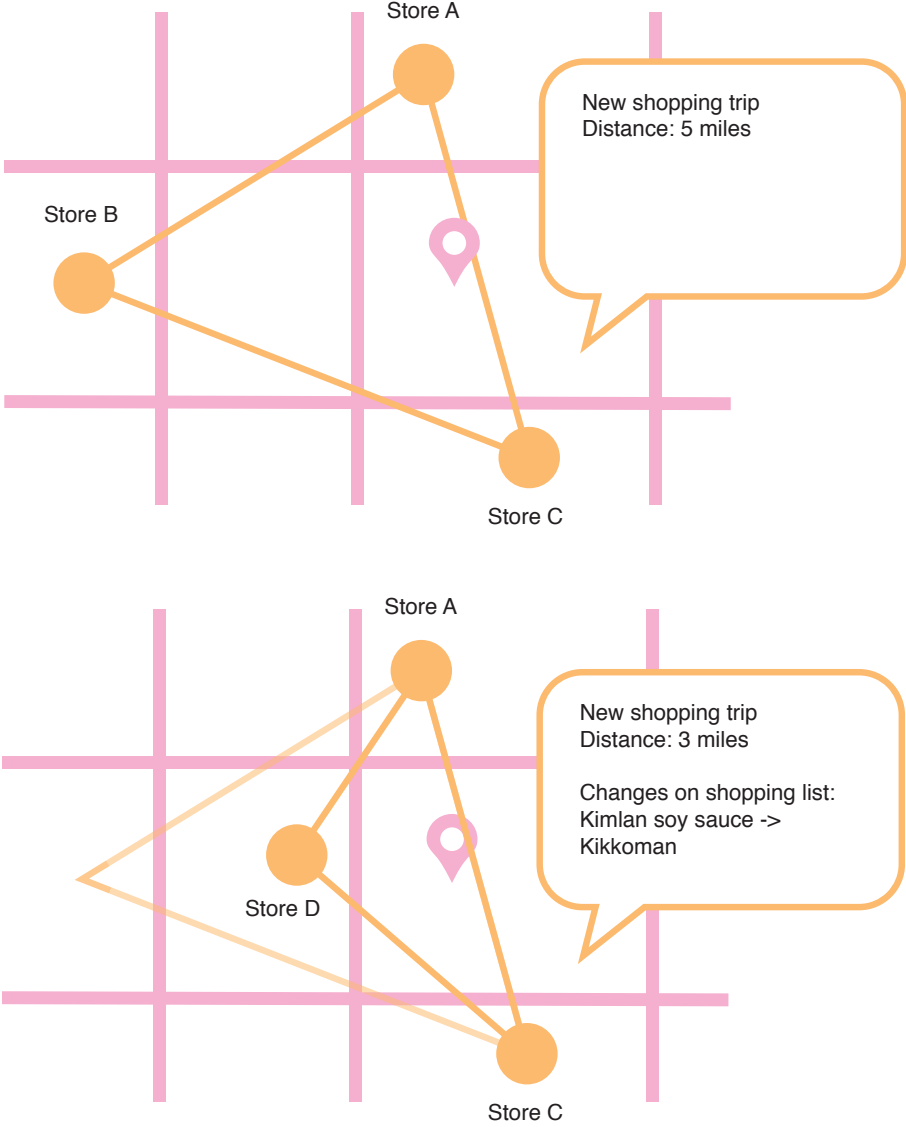 Store A
New shopping trip
Distance: 5 miles
Store B
Store C
Store A
New shopping trip
Distance: 3 miles
Changes on shopping list:
Kimlan soy sauce ->
Kikkoman
Store D
Store C